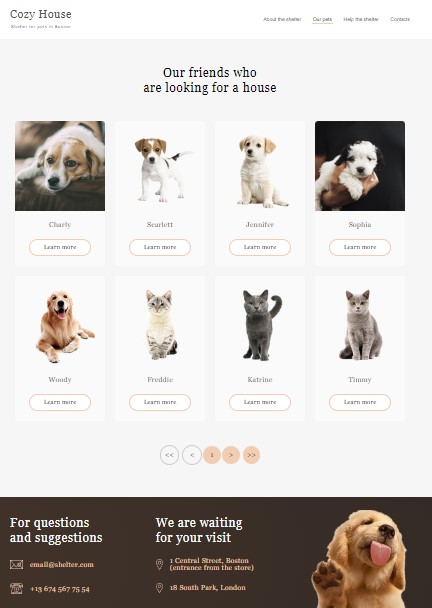 Cozy House
Shelter for pets in Boston
About the shelter Our pets Help the shelter Contacts
Our friends who
are looking for a house
Charly Scarlett Jennifer Sophia
Learn more Learn more Learn more Learn more
Woody Freddie Katrine Timmy
Learn more Learn more Learn more Learn more
<< < 1 > >>
For questions
and suggestions
email@shelter.com
+13 674 567 75 54
We are waiting
for your visit
1 Central Street, Boston
(entrance from the store)
18 South Park, London